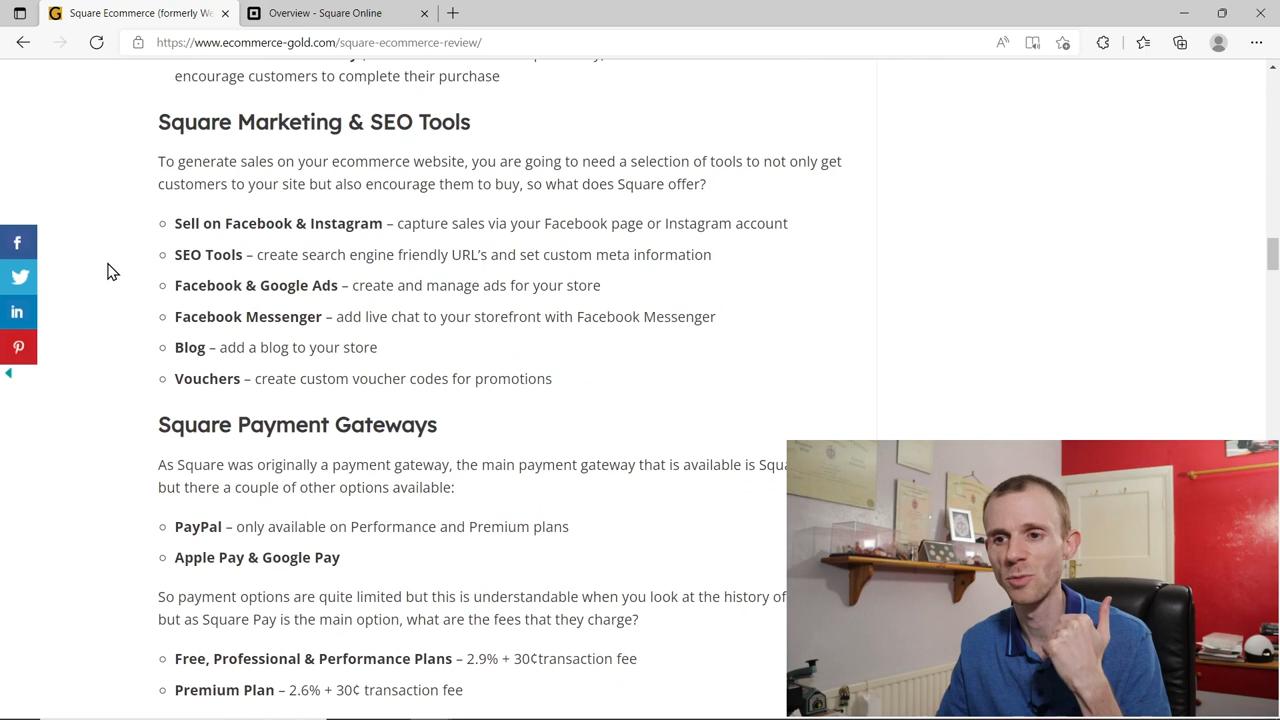 Square Ecommerce (formerly We
Overview - Square Online
https://www.ecommerce-gold.com/square-ecommerce-review/
encourage customers to complete their purchase
Square Marketing & SEO Tools
To generate sales on your ecommerce website, you are going to need a selection of tools to not only get
customers to your site but also encourage them to buy, so what does Square offer?
Sell on Facebook & Instagram – capture sales via your Facebook page or Instagram account
SEO Tools – create search engine friendly URL's and set custom meta information
Facebook & Google Ads – create and manage ads for your store
Facebook Messenger – add live chat to your storefront with Facebook Messenger
Blog – add a blog to your store
Vouchers – create custom voucher codes for promotions
Square Payment Gateways
As Square was originally a payment gateway, the main payment gateway that is available is Squa
but there a couple of other options available:
PayPal – only available on Performance and Premium plans
Apple Pay & Google Pay
So payment options are quite limited but this is understandable when you look at the history of
but as Square Pay is the main option, what are the fees that they charge?
Free, Professional & Performance Plans – 2.9% + 30¢transaction fee
Premium Plan – 2.6% + 30¢ transaction fee